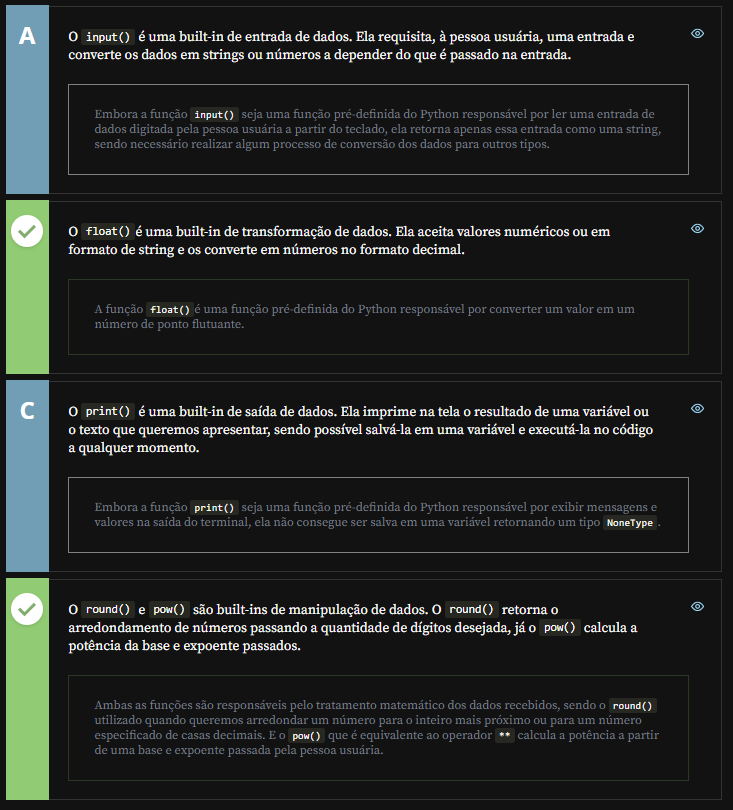 A
O input() é uma built-in de entrada de dados. Ela requisita, à pessoa usuária, uma entrada e
converte os dados em strings ou números a depender do que é passado na entrada.
Embora a função input() seja uma função pré-definida do Python responsável por ler uma entrada de
dados digitada pela pessoa usuária a partir do teclado, ela retorna apenas essa entrada como uma string,
sendo necessário realizar algum processo de conversão dos dados para outros tipos.
O float() é uma built-in de transformação de dados. Ela aceita valores numéricos ou em
formato de string e os converte em números no formato decimal.
A função float() é uma função pré-definida do Python responsável por converter um valor em um
número de ponto flutuante.
C
O print() é uma built-in de saída de dados. Ela imprime na tela o resultado de uma variável ou
o texto que queremos apresentar, sendo possível salvá-la em uma variável e executá-la no código
a qualquer momento.
Embora a função print() seja uma função pré-definida do Python responsável por exibir mensagens e
valores na saída do terminal, ela não consegue ser salva em uma variável retornando um tipo NoneType .
O round() e pow() são built-ins de manipulação de dados. O round() retorna o
arredondamento de números passando a quantidade de dígitos desejada, já o pow() calcula a
potência da base e expoente passados.
Ambas as funções são responsáveis pelo tratamento matemático dos dados recebidos, sendo o round()
utilizado quando queremos arredondar um número para o inteiro mais próximo ou para um número
especificado de casas decimais. E o pow() que é equivalente ao operador ** calcula a potência a partir
de uma base e expoente passada pela pessoa usuária.